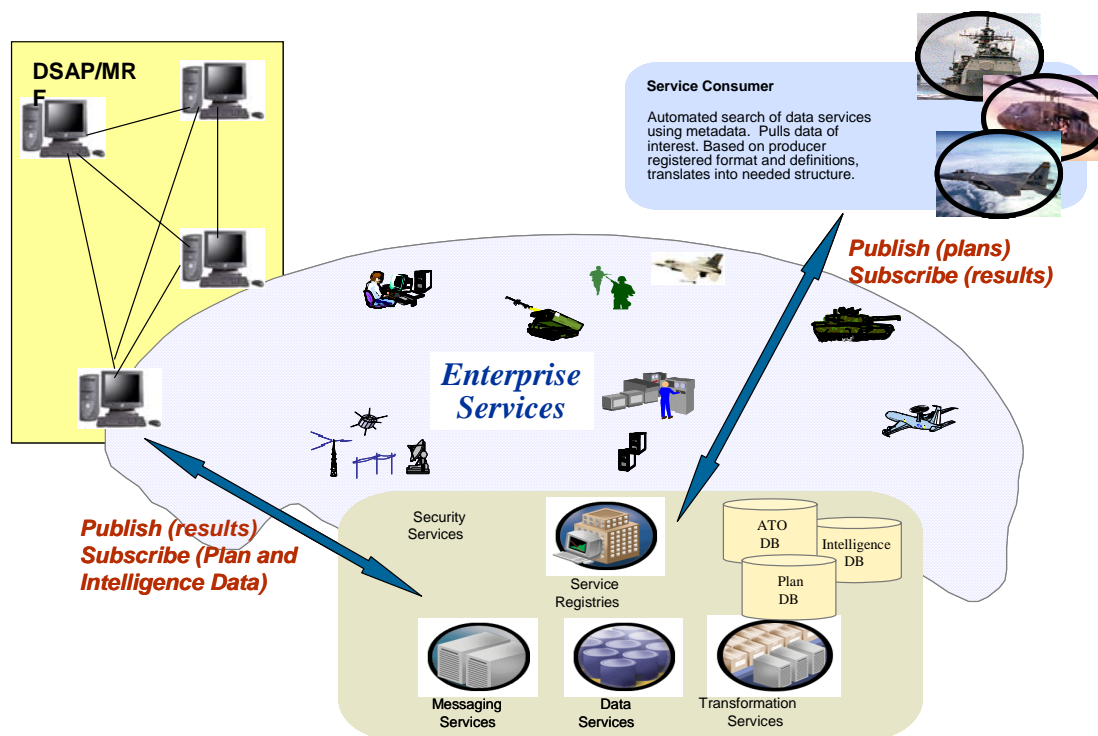 DSAP/MR
F
Service Consumer
Automated search of data services
using metadata. Pulls data of
interest. Based on producer
registered format and definitions,
translates into needed structure.
Publish (plans)
Subscribe (results)
Enterprise
Services
Publish (results)
Subscribe (Plan and
Intelligence Data)
Security
Services
Service
Registries
ATO
DB
Intelligence
DB
Plan
DB
Messaging
Services
Data
Services
Transformation
Services